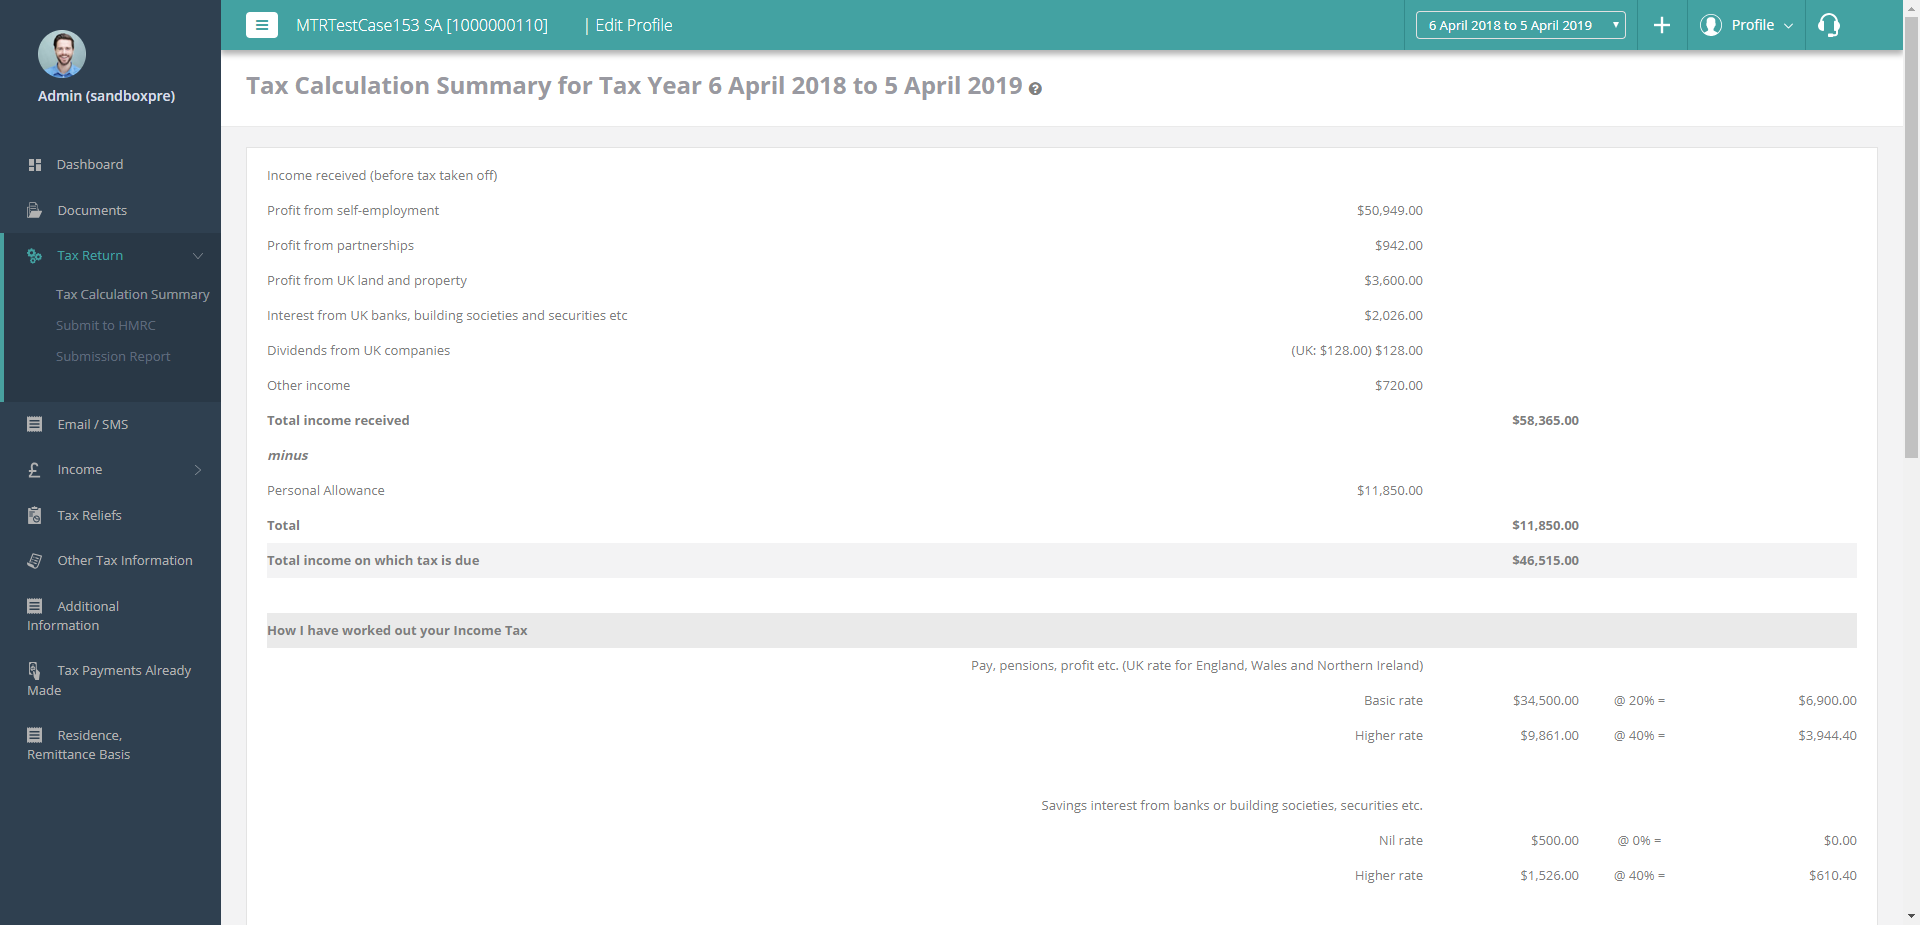 Admin (sandboxpre)
Dashboard
Documents
Tax Return
Tax Calculation Summary
Submit to HMRC
Submission Report
Email / SMS
Income
Tax Reliefs
Other Tax Information
Additional
Information
Tax Payments Already
Made
Residence,
Remittance Basis
MTRTestCase153 SA [1000000110] | Edit Profile
6 April 2018 to 5 April 2019
Profile
Tax Calculation Summary for Tax Year 6 April 2018 to 5 April 2019
Income received (before tax taken off)
Profit from self-employment $50,949.00
Profit from partnerships $942.00
Profit from UK land and property $3,600.00
Interest from UK banks, building societies and securities etc $2,026.00
Dividends from UK companies (UK: $128.00) $128.00
Other income $720.00
Total income received $58,365.00
minus
Personal Allowance $11,850.00
Total $11,850.00
Total income on which tax is due $46,515.00
How I have worked out your Income Tax
Pay, pensions, profit etc. (UK rate for England, Wales and Northern Ireland)
Basic rate $34,500.00 @ 20% = $6,900.00
Higher rate $9,861.00 @ 40% = $3,944.40
Savings interest from banks or building societies, securities etc.
Nil rate $500.00 @ 0% = $0.00
Higher rate $1,526.00 @ 40% = $610.40